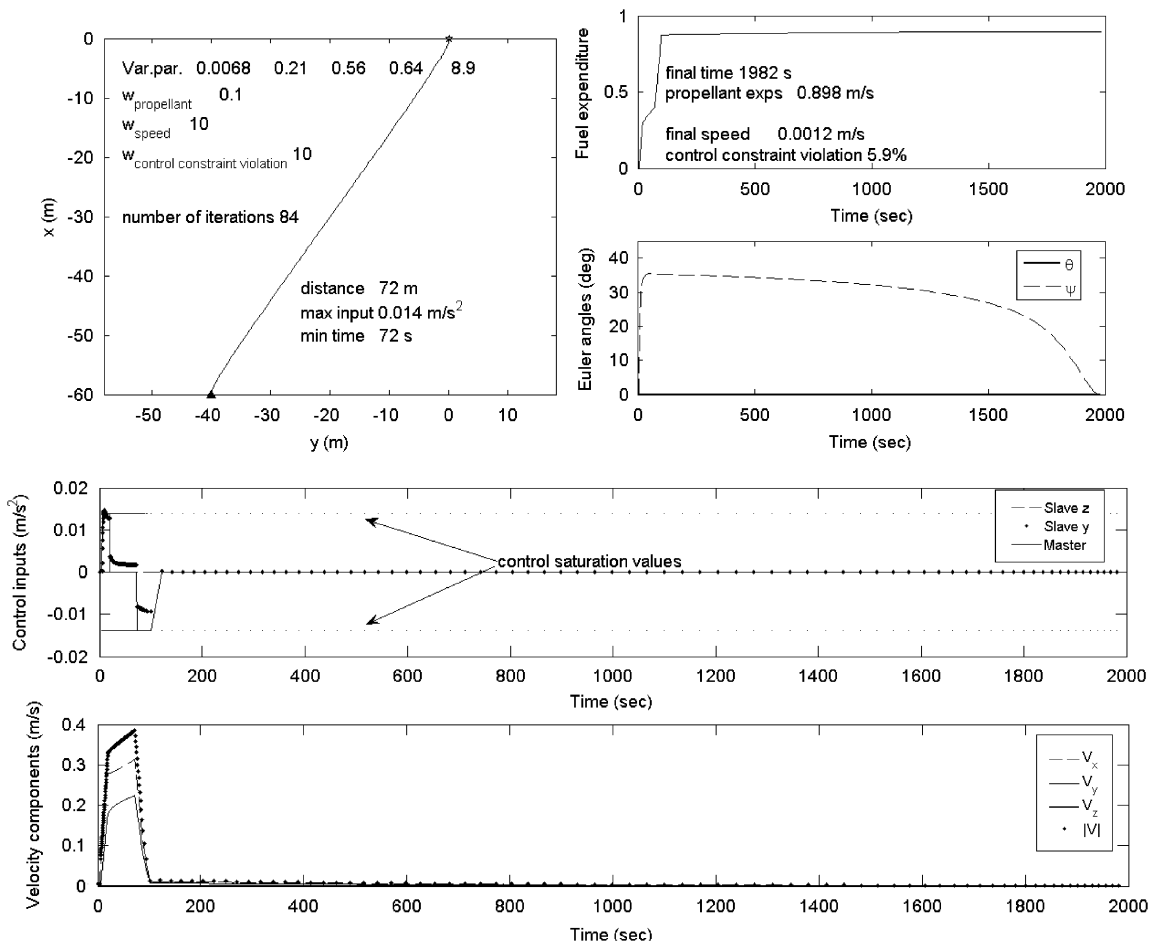 0
-10
-20
-30
-40
-50
-60
x (m)
-50
-40
-30
-20
-10
0
10
y (m)
Var.par. 0.0068 0.21 0.56 0.64 8.9
w_propellant 0.1
w_speed 10
w_control constraint violation 10
number of iterations 84
distance 72 m
max input 0.014 m/s²
min time 72 s
1
0.5
0
Fuel expenditure
final time 1982 s
propellant exps 0.898 m/s
final speed 0.0012 m/s
control constraint violation 5.9%
0
500
1000
1500
2000
Time (sec)
40
30
20
10
0
Euler angles (deg)
θ
ψ
0
500
1000
1500
2000
Time (sec)
0.02
0.01
0
-0.01
-0.02
Control inputs (m/s²)
control saturation values
Slave z
Slave y
Master
0
200
400
600
800
1000
1200
1400
1600
1800
2000
Time (sec)
0.4
0.3
0.2
0.1
0
Velocity components (m/s)
V_x
V_y
V_z
|V|
0
200
400
600
800
1000
1200
1400
1600
1800
2000
Time (sec)